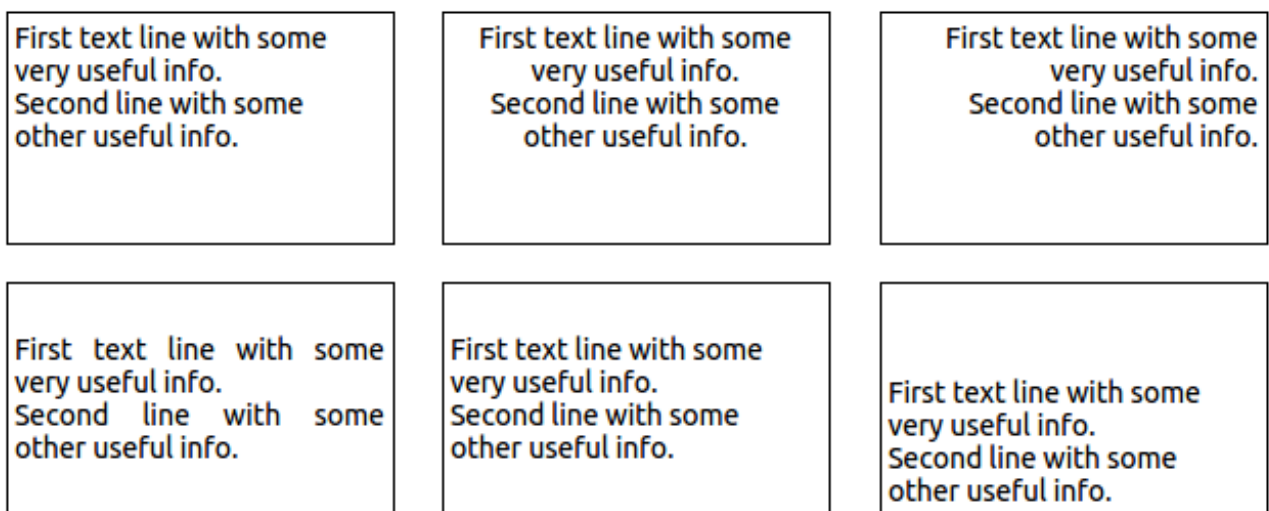 First text line with some
very useful info.
Second line with some
other useful info.
First text line with some
very useful info.
Second line with some
other useful info.
First text line with some
very useful info.
Second line with some
other useful info.
First text line with some
very useful info.
Second line with some
other useful info.
First text line with some
very useful info.
Second line with some
other useful info.
First text line with some
very useful info.
Second line with some
other useful info.